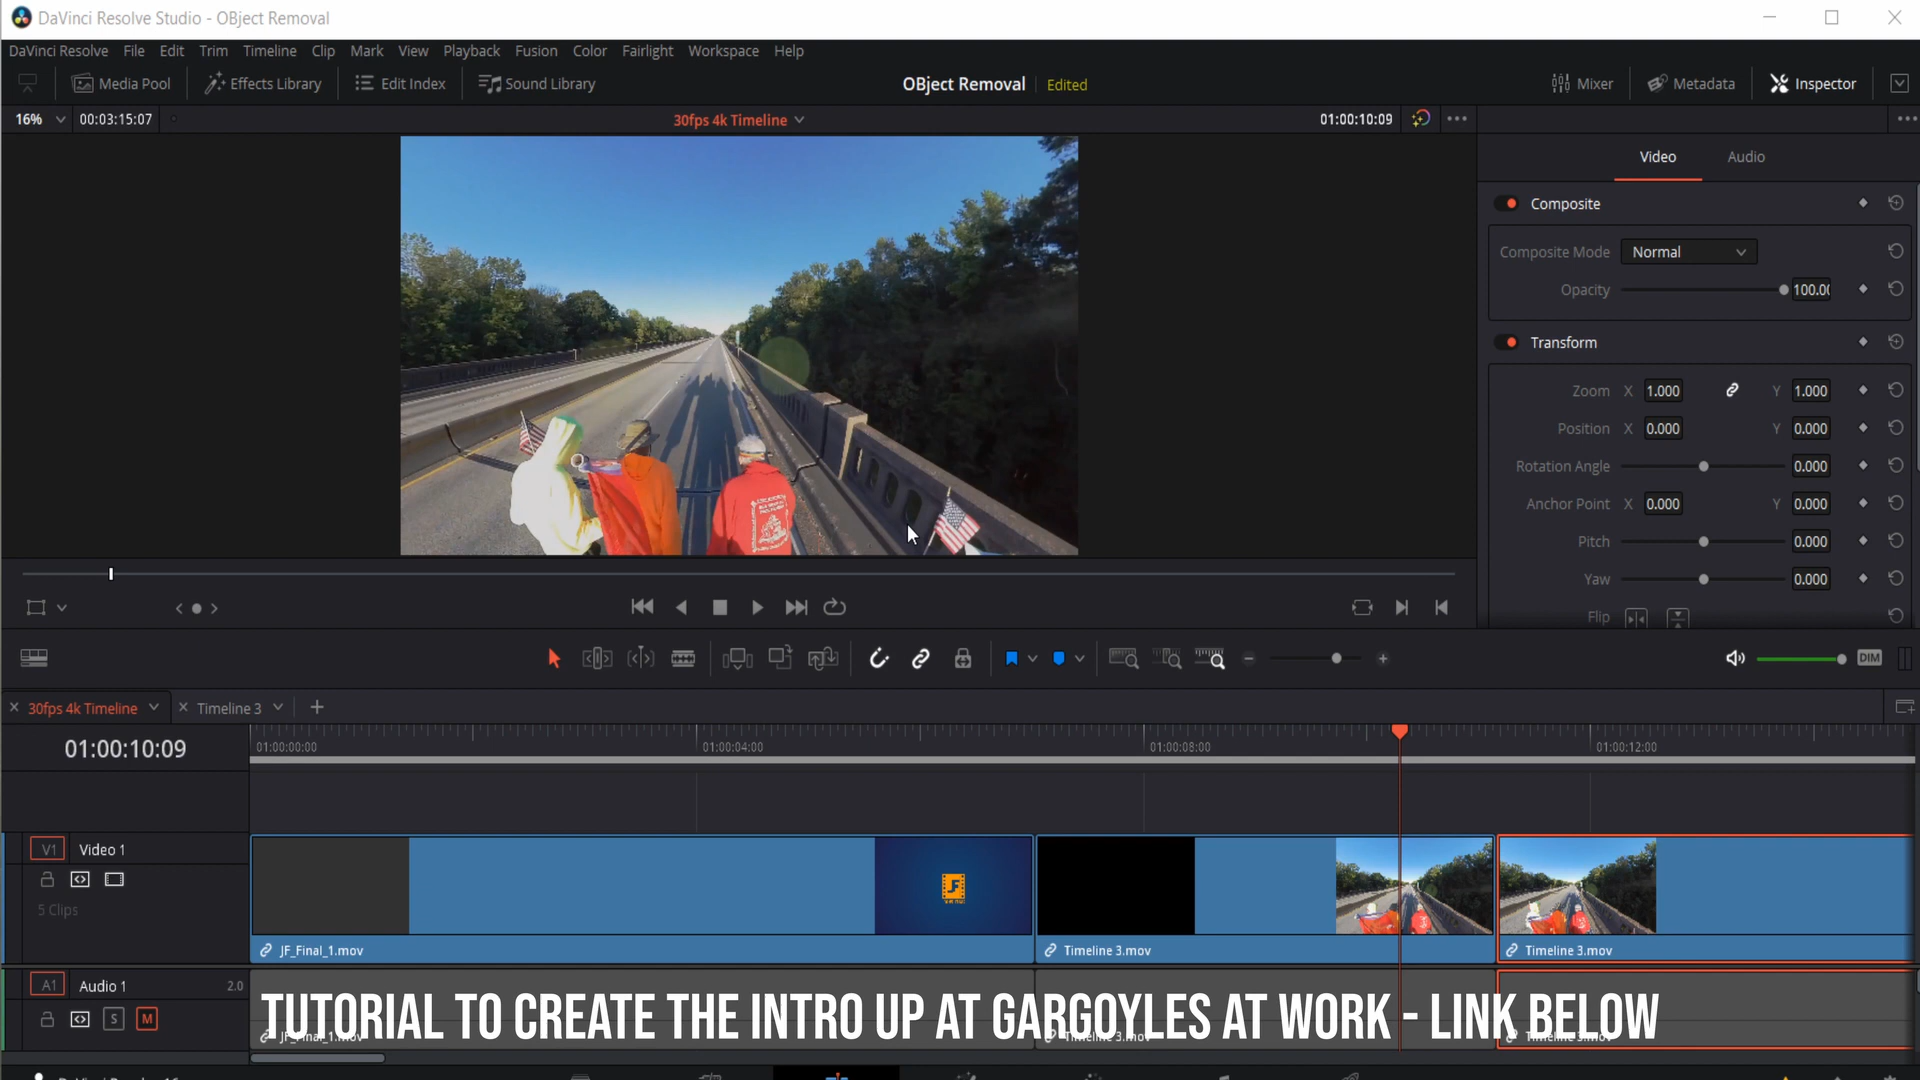 DaVinci Resolve Studio - OBject Removal
DaVinci Resolve File Edit Trim Timeline Clip Mark View Playback Fusion Color Fairlight Workspace Help
Media Pool Effects Library Edit Index Sound Library OBject Removal Edited Mixer Metadata Inspector
16% 00:03:15:07 30fps 4k Timeline 01:00:10:09
Video Audio
Composite
Composite Mode Normal
Opacity 100.00
Transform
Zoom X 1.000 Y 1.000
Position X 0.000 Y 0.000
Rotation Angle 0.000
Anchor Point X 0.000 Y 0.000
Pitch 0.000
Yaw 0.000
Flip
DIM
30fps 4k Timeline Timeline 3
01:00:10:09 01:00:00:00 01:00:04:00 01:00:08:00 01:00:12:00
V1 Video 1
5 Clips
JF_Final_1.mov Timeline 3.mov Timeline 3.mov
A1 Audio 1 2.0
S M
TUTORIAL TO CREATE THE INTRO UP AT GARGOYLES AT WORK - LINK BELOW
JF_Final_1.mov Timeline 3.mov Timeline 3.mov